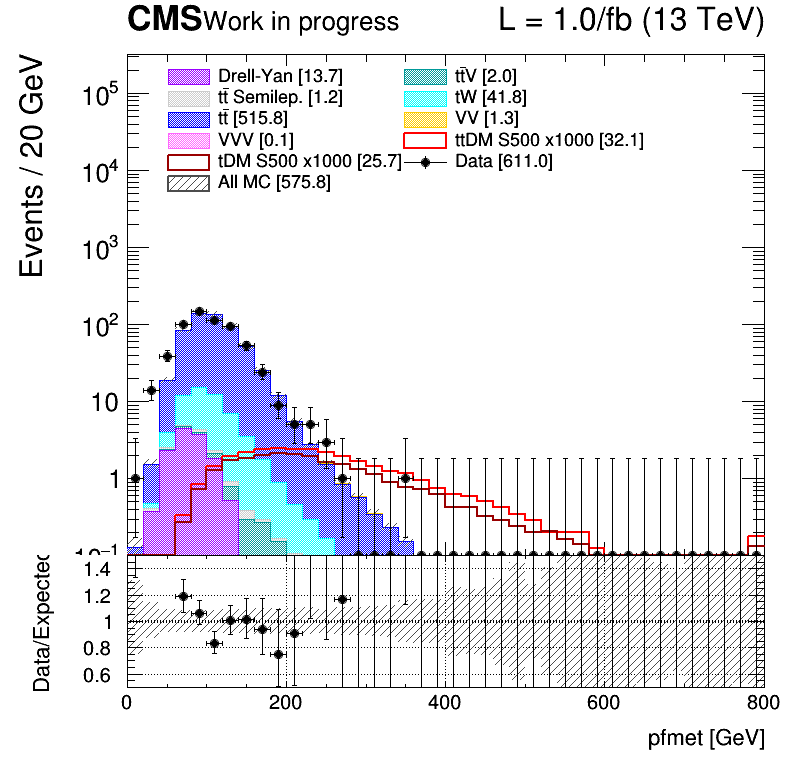 CMS Work in progress L = 1.0/fb (13 TeV)
Events / 20 GeV
Drell-Yan [13.7] tt̄V [2.0]
tt̄ Semilep. [1.2] tW [41.8]
tt̄ [515.8] VV [1.3]
VVV [0.1] ttDM S500 x1000 [32.1]
tDM S500 x1000 [25.7] Data [611.0]
All MC [575.8]
10⁵
10⁴
10³
10²
10
1
10⁻¹
Data/Expected
1.4
1.2
1
0.8
0.6
0 200 400 600 800
pfmet [GeV]